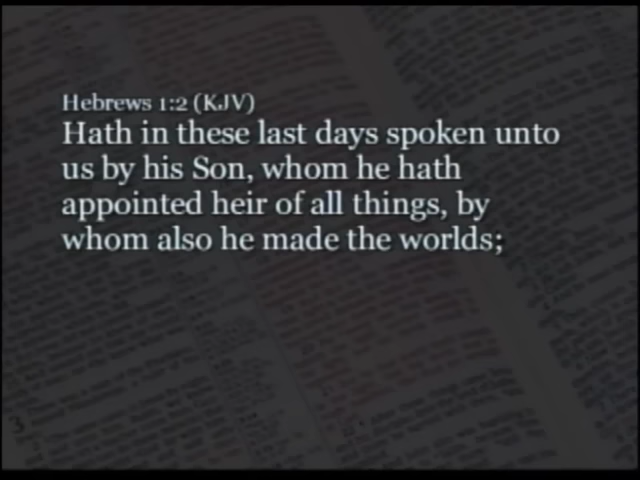 Hebrews 1:2 (KJV)
Hath in these last days spoken unto
us by his Son, whom he hath
appointed heir of all things, by
whom also he made the worlds;